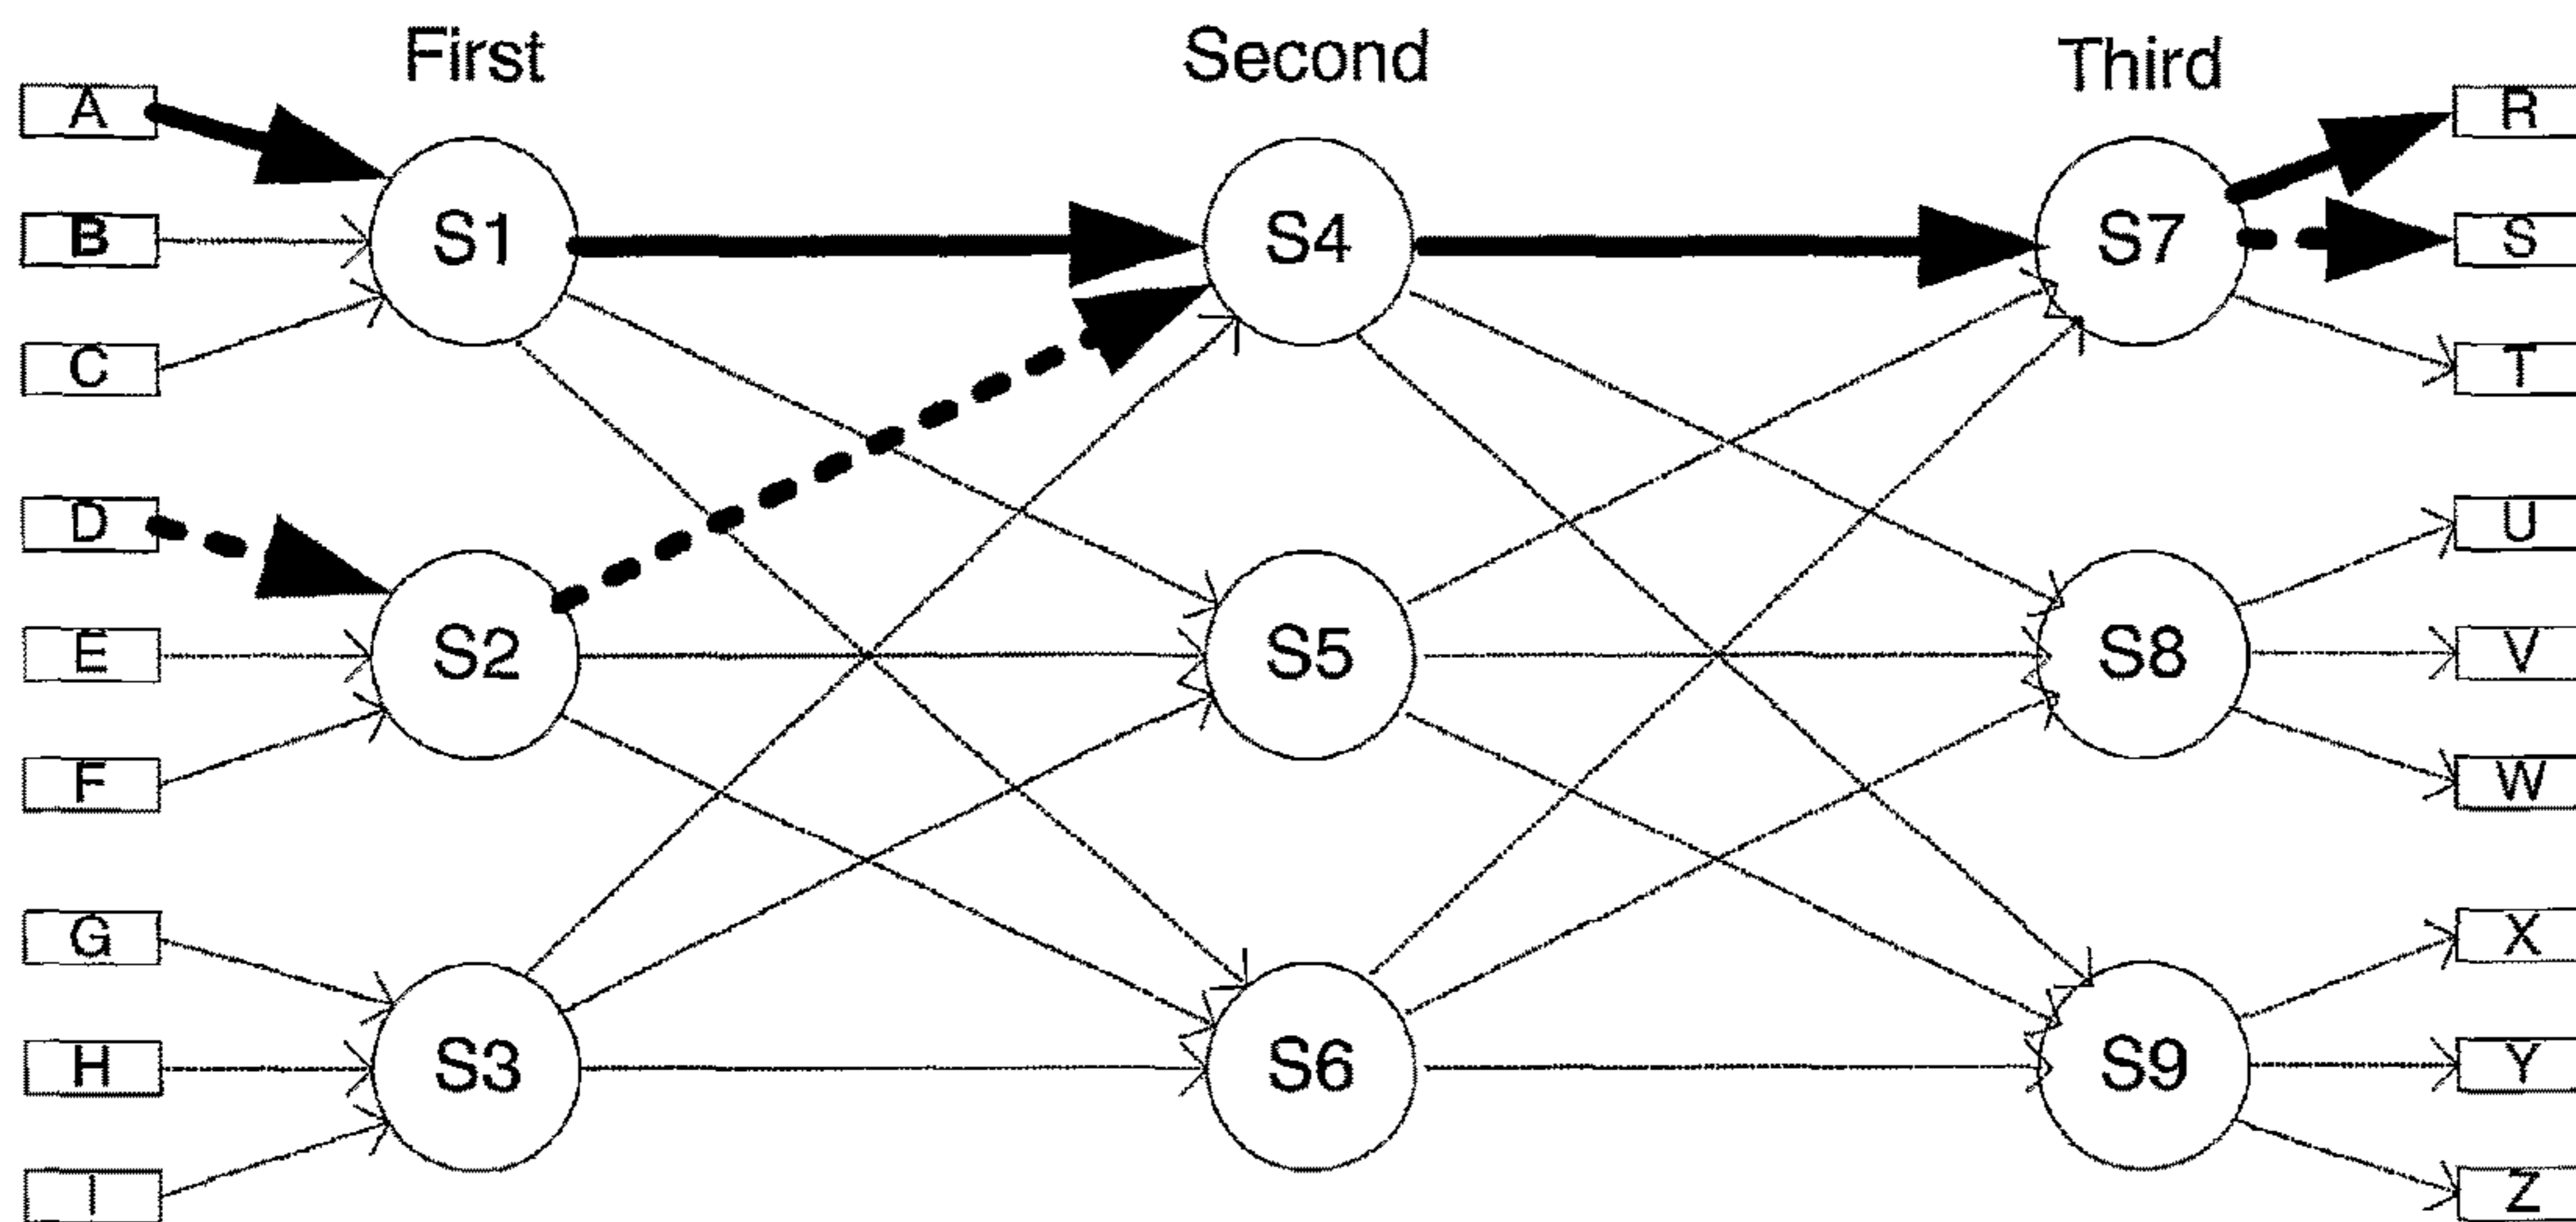 First Second Third
A R
B S1 S4 S7 S
C T
D U
E S2 S5 S8 V
F W
G X
H S3 S6 S9 Y
I Z